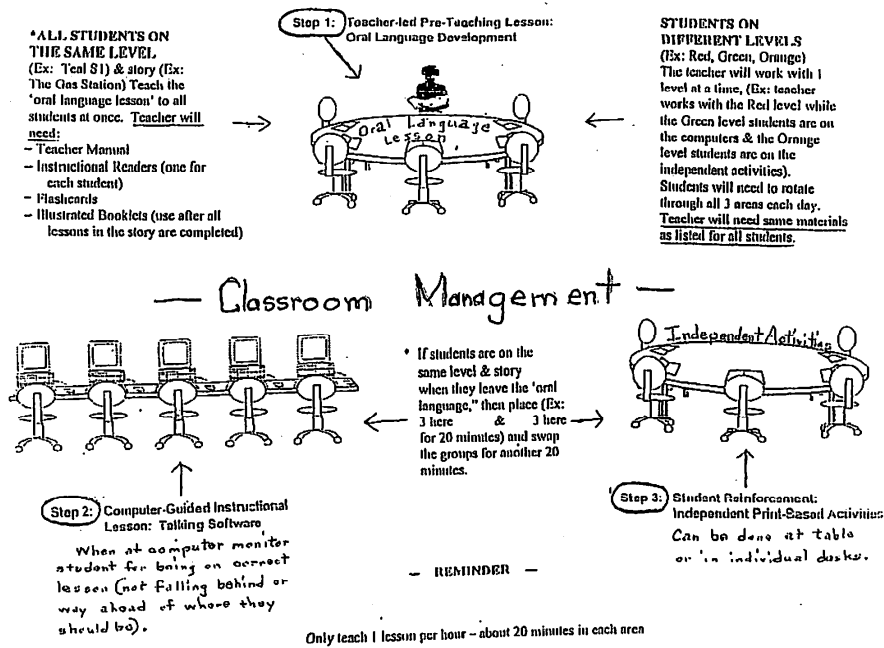 Step 1: Teacher-led Pre-Teaching Lesson:
Oral Language Development
*ALL STUDENTS ON
THE SAME LEVEL
(Ex: Teal S1) & story (Ex:
The Gas Station) Teach the
'oral language lesson' to all
students at once. Teacher will
need:
– Teacher Manual
– Instructional Readers (one for
each student)
– Flashcards
– Illustrated Booklets (use after all
lessons in the story are completed)
Oral Language
Lesson
STUDENTS ON
DIFFERENT LEVELS
(Ex: Red, Green, Orange)
The teacher will work with 1
level at a time, (Ex: teacher
works with the Red level while
the Green level students are on
the computers & the Orange
level students are on the
independent activities).
Students will need to rotate
through all 3 areas each day.
Teacher will need same materials
as listed for all students.
— Classroom Management —
* If students are on the
same level & story
when they leave the 'oral
language," then place (Ex:
3 here & 3 here
for 20 minutes) and swap
the groups for another 20
minutes.
Independent Activities
Step 2: Computer-Guided Instructional
Lesson: Talking Software
When at computer monitor
student for being on correct
lesson (not falling behind or
way ahead of where they
should be).
Step 3: Student Reinforcement:
Independent Print-Based Activities
Can be done at table
or in individual desks.
– REMINDER –
Only teach 1 lesson per hour – about 20 minutes in each area